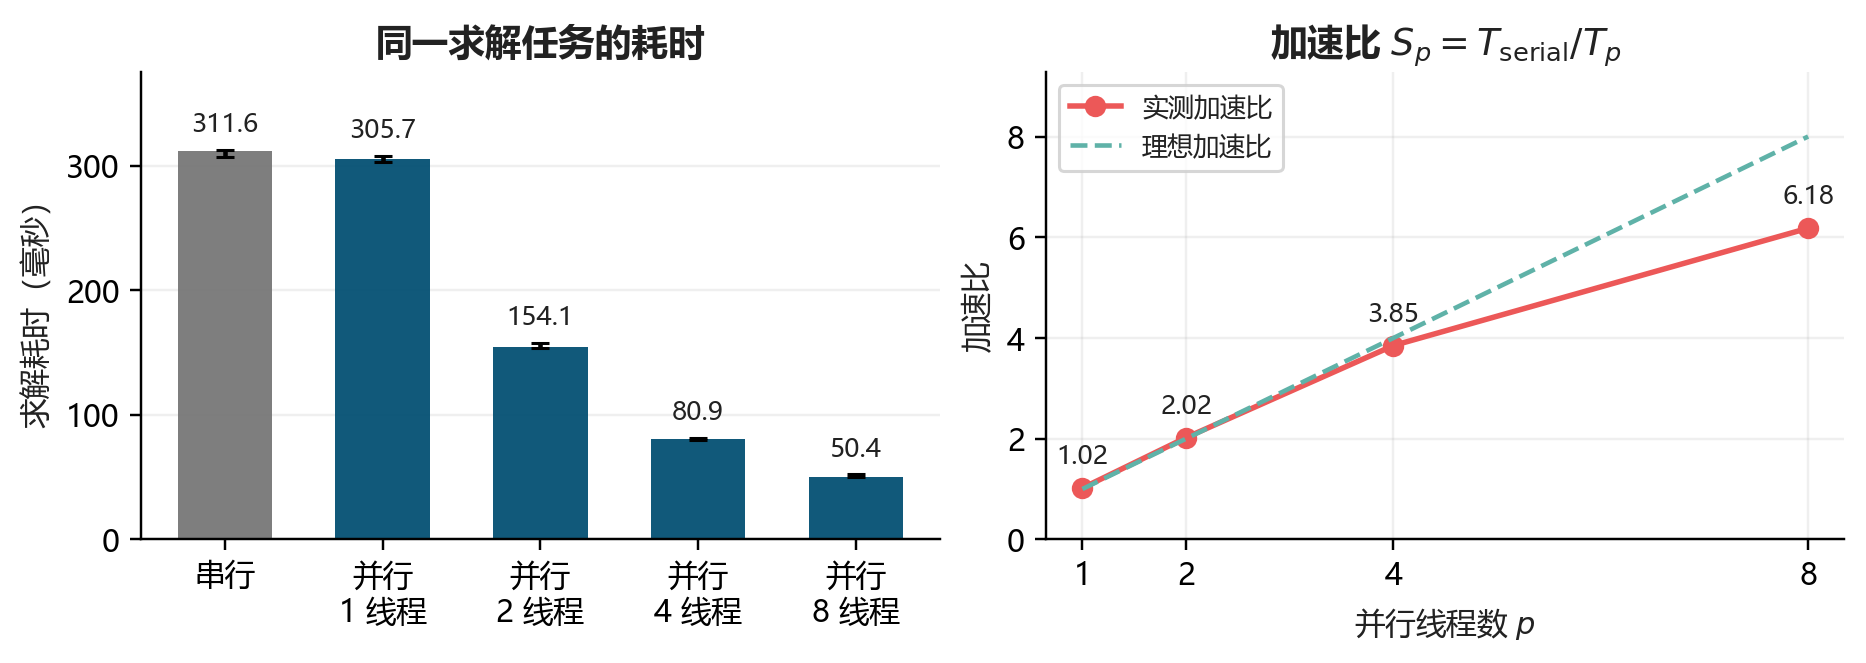 同一求解任务的耗时
求解耗时（毫秒）
300
200
100
0
311.6
305.7
154.1
80.9
50.4
串行
并行
1 线程
并行
2 线程
并行
4 线程
并行
8 线程
加速比 Sₚ = Tserial/Tₚ
实测加速比
理想加速比
加速比
8
6
4
2
0
1.02
2.02
3.85
6.18
1
2
4
8
并行线程数 p